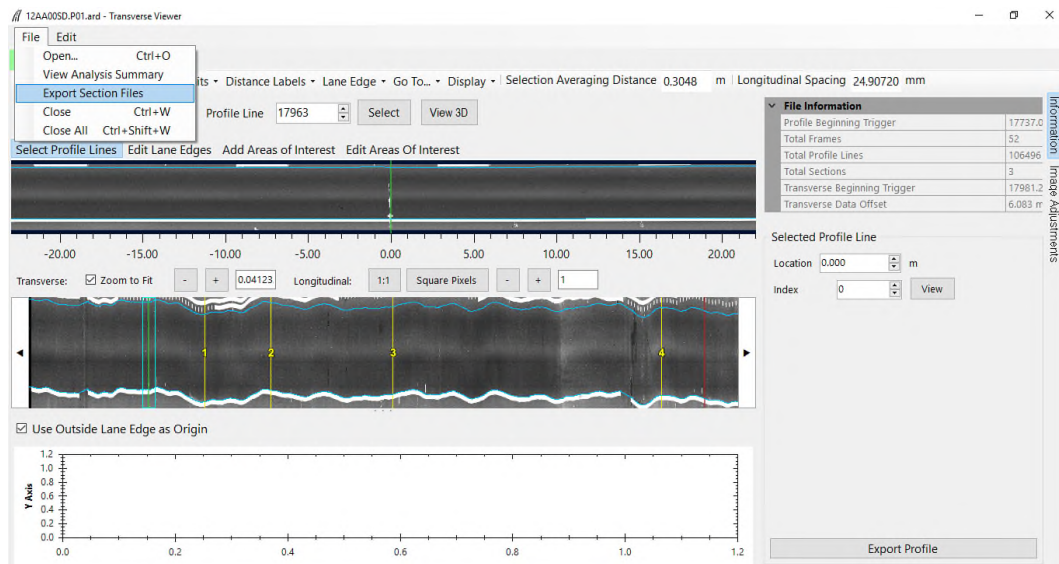 12AA00SD.P01.ard - Transverse Viewer
File Edit
Open... Ctrl+O
View Analysis Summary
Export Section Files
Close Ctrl+W
Close All Ctrl+Shift+W
Distance Labels Lane Edge Go To... Display Selection Averaging Distance 0.3048 m Longitudinal Spacing 24.90720 mm
Profile Line 17963 Select View 3D
Select Profile Lines Edit Lane Edges Add Areas of Interest Edit Areas Of Interest
-20.00 -15.00 -10.00 -5.00 0.00 5.00 10.00 15.00 20.00
Transverse: Zoom to Fit - + 0.04123 Longitudinal: 1:1 Square Pixels - + 1
1 2 3 4
Use Outside Lane Edge as Origin
Y Axis
1.2
1.0
0.8
0.6
0.4
0.2
0.0
0.0 0.2 0.4 0.6 0.8 1.0 1.2
File Information
Profile Beginning Trigger 17737.0
Total Frames 52
Total Profile Lines 106496
Total Sections 3
Transverse Beginning Trigger 17981.2
Transverse Data Offset 6.083 m
Selected Profile Line
Location 0.000 m
Index 0 View
Export Profile
Information
Image Adjustments